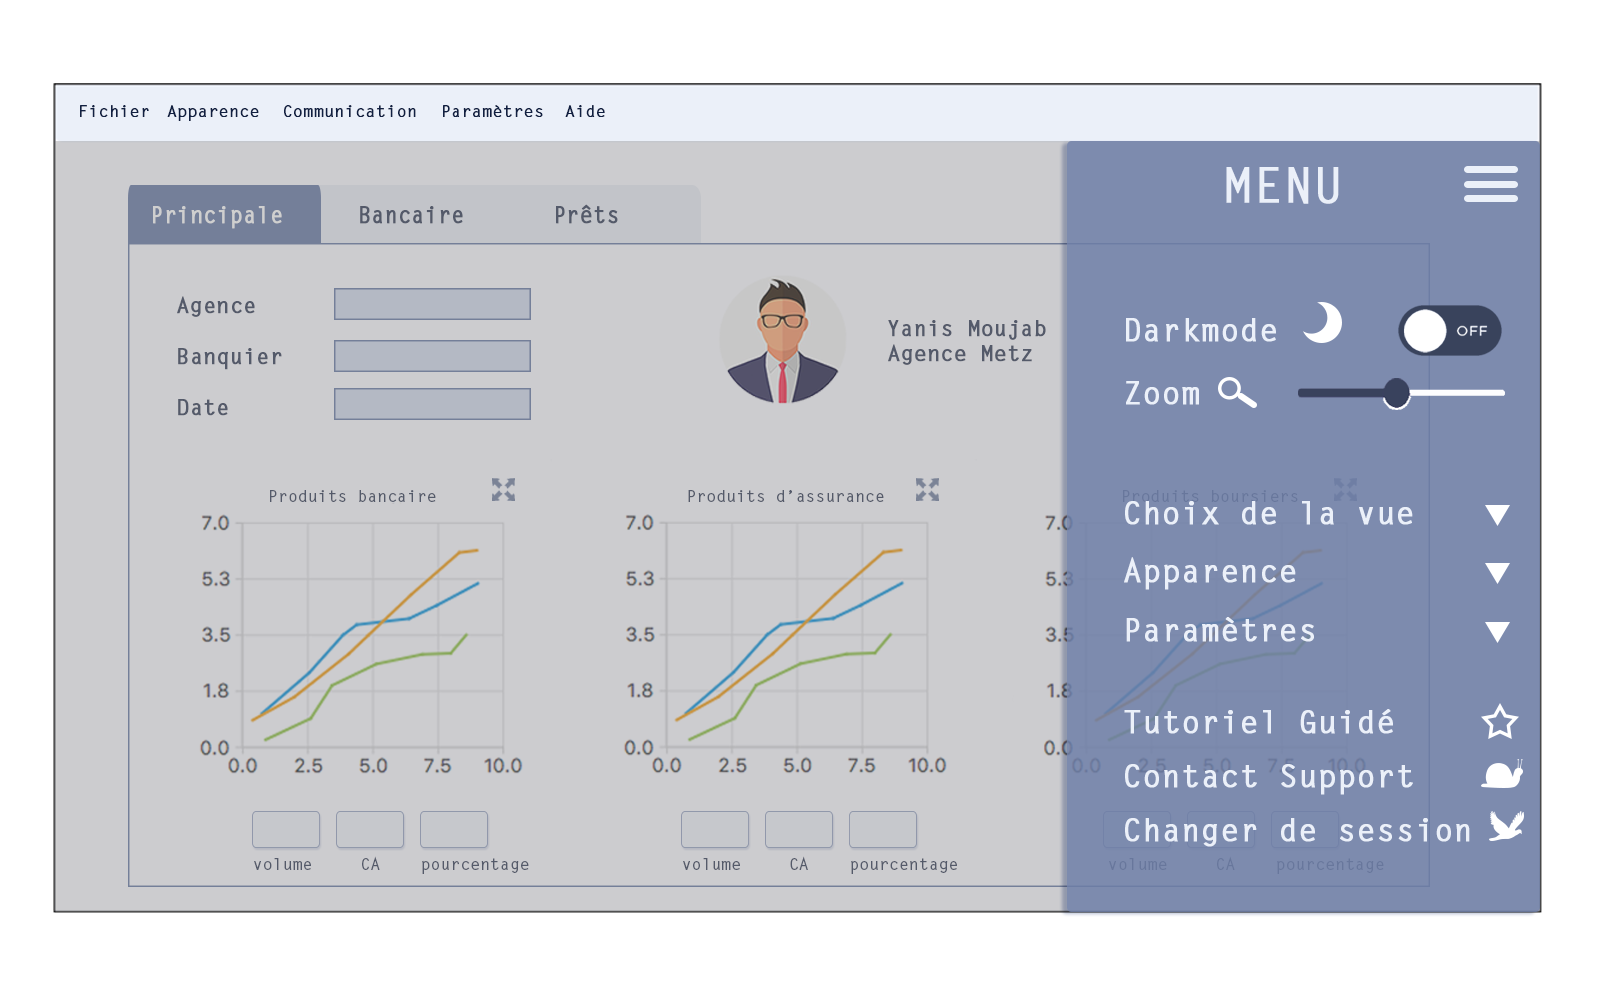 Fichier Apparence Communication Paramètres Aide
MENU
Principale Bancaire Prêts
Agence
Banquier
Date
Yanis Moujab
Agence Metz
Darkmode OFF
Zoom
Produits bancaire
7.0
5.3
3.5
1.8
0.0
0.0 2.5 5.0 7.5 10.0
volume CA pourcentage
Produits d’assurance
7.0
5.3
3.5
1.8
0.0
0.0 2.5 5.0 7.5 10.0
volume CA pourcentage
Produits boursiers
7.0
5.3
3.5
1.8
0.0
0.0 2.5 5.0 7.5 10.0
volume CA pourcentage
Choix de la vue
Apparence
Paramètres
Tutoriel Guidé
Contact Support
Changer de session